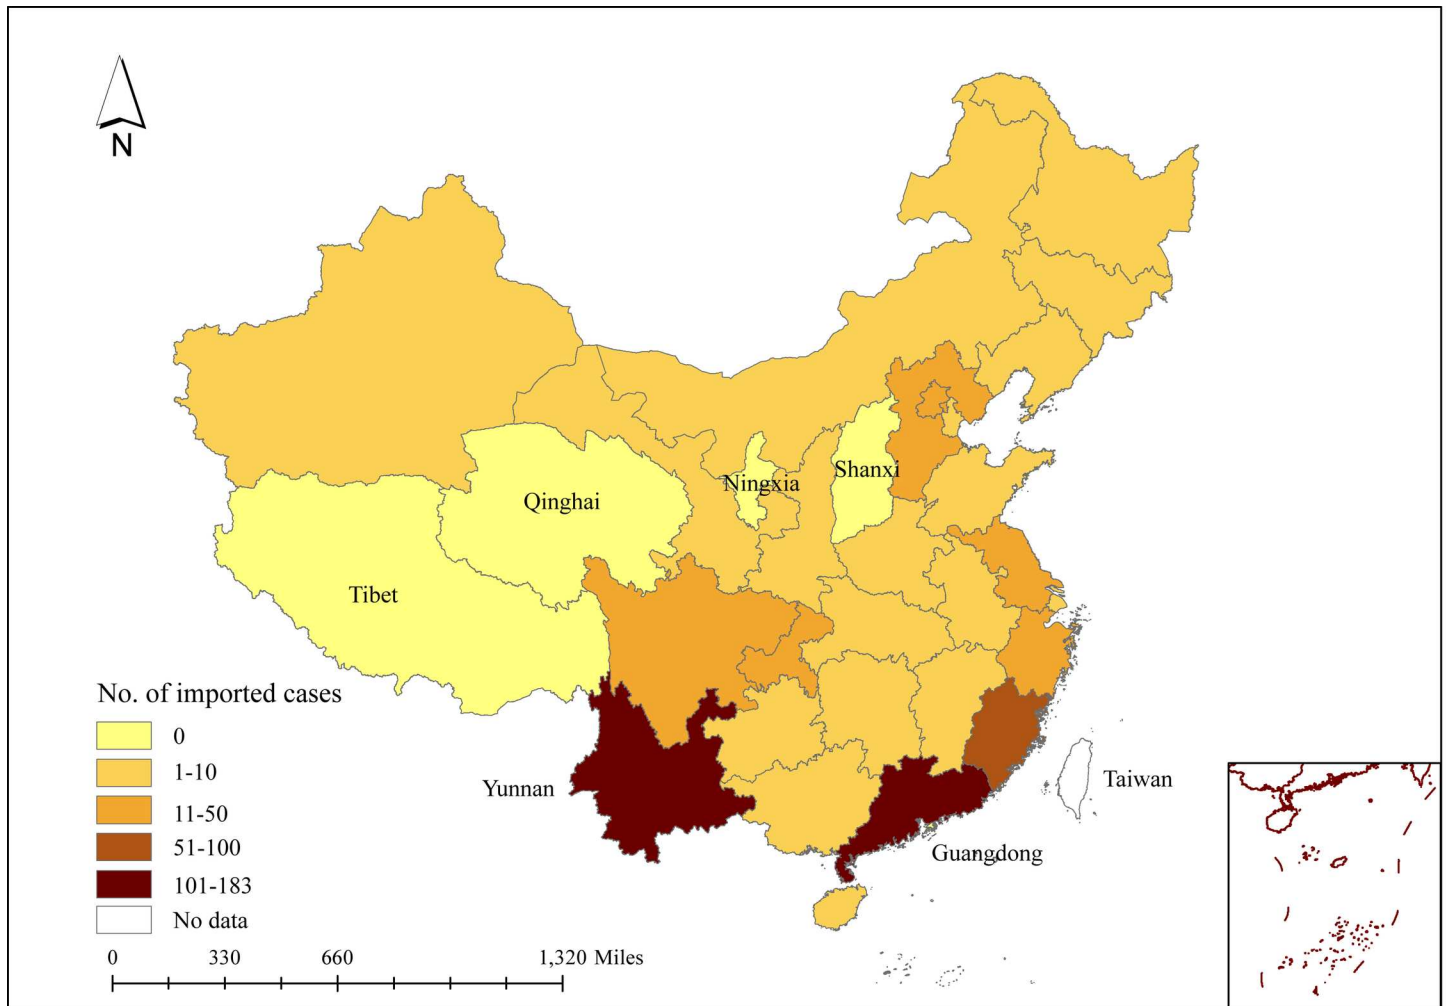 N
Shanxi
Ningxia
Qinghai
Tibet
Yunnan
Taiwan
Guangdong
No. of imported cases
0
1-10
11-50
51-100
101-183
No data
0 330 660 1,320 Miles